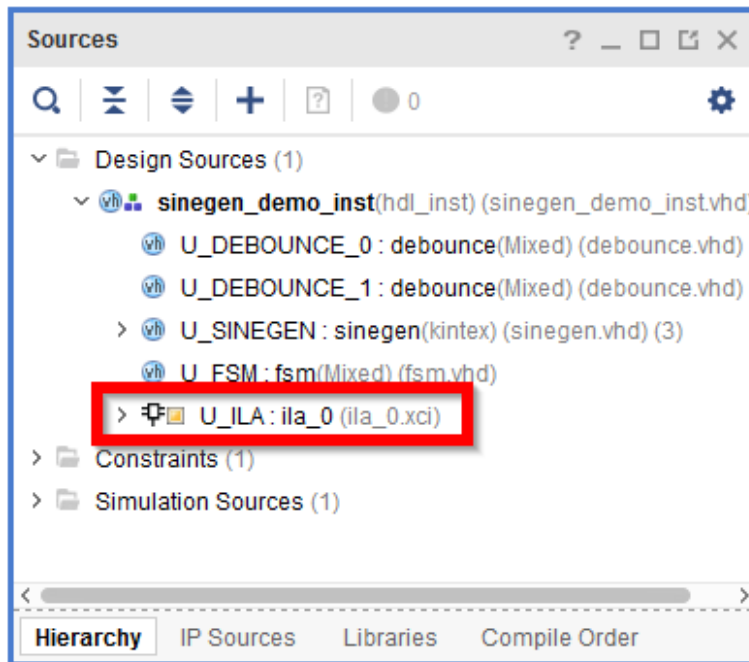 Sources
0
Design Sources (1)
sinegen_demo_inst(hdl_inst) (sinegen_demo_inst.vhd)
U_DEBOUNCE_0 : debounce(Mixed) (debounce.vhd)
U_DEBOUNCE_1 : debounce(Mixed) (debounce.vhd)
U_SINEGEN : sinegen(kintex) (sinegen.vhd) (3)
U_FSM : fsm(Mixed) (fsm.vhd)
U_ILA : ila_0 (ila_0.xci)
Constraints (1)
Simulation Sources (1)
Hierarchy IP Sources Libraries Compile Order